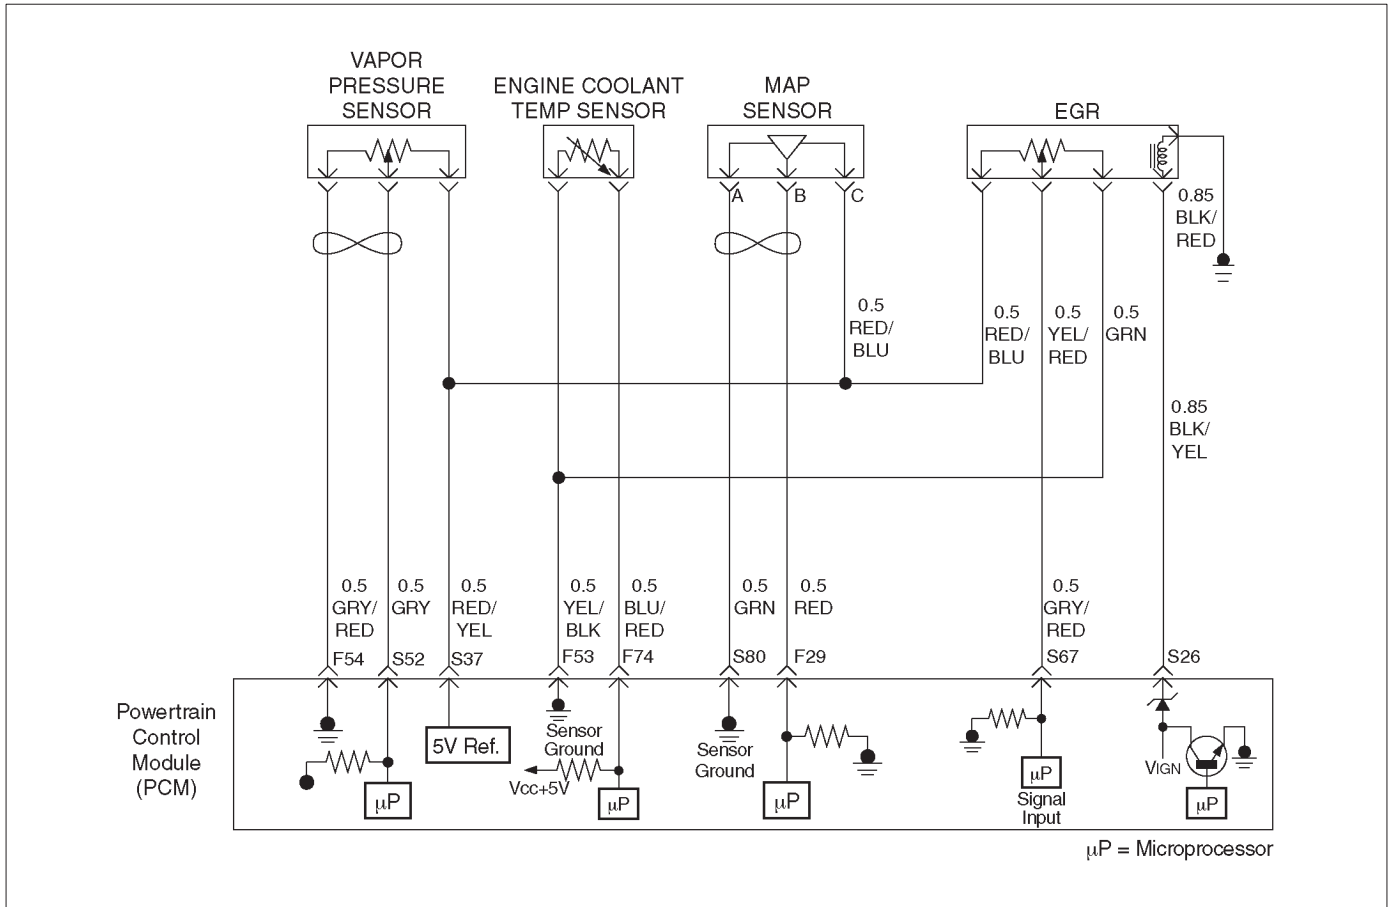 VAPOR
PRESSURE
SENSOR
ENGINE COOLANT
TEMP SENSOR
MAP
SENSOR
EGR
A
B
C
0.85
BLK/
RED
0.5
RED/
BLU
0.5
RED/
BLU
0.5
YEL/
RED
0.5
GRN
0.85
BLK/
YEL
0.5
GRY/
RED
0.5
GRY
0.5
RED/
YEL
0.5
YEL/
BLK
0.5
BLU/
RED
0.5
GRN
0.5
RED
0.5
GRY/
RED
F54
S52
S37
F53
F74
S80
F29
S67
S26
Powertrain
Control
Module
(PCM)
5V Ref.
Sensor
Ground
Vcc+5V
Sensor
Ground
VIGN
µP
µP
µP
µP
Signal
Input
µP
µP = Microprocessor